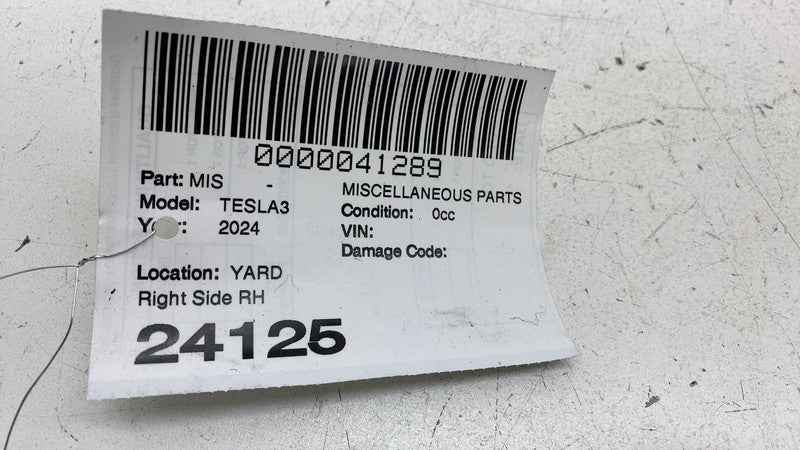 0000041289
Part: MIS - MISCELLANEOUS PARTS
Model: TESLA3 Condition: 0cc
2024 VIN:
Damage Code:
Location: YARD
Right Side RH
24125